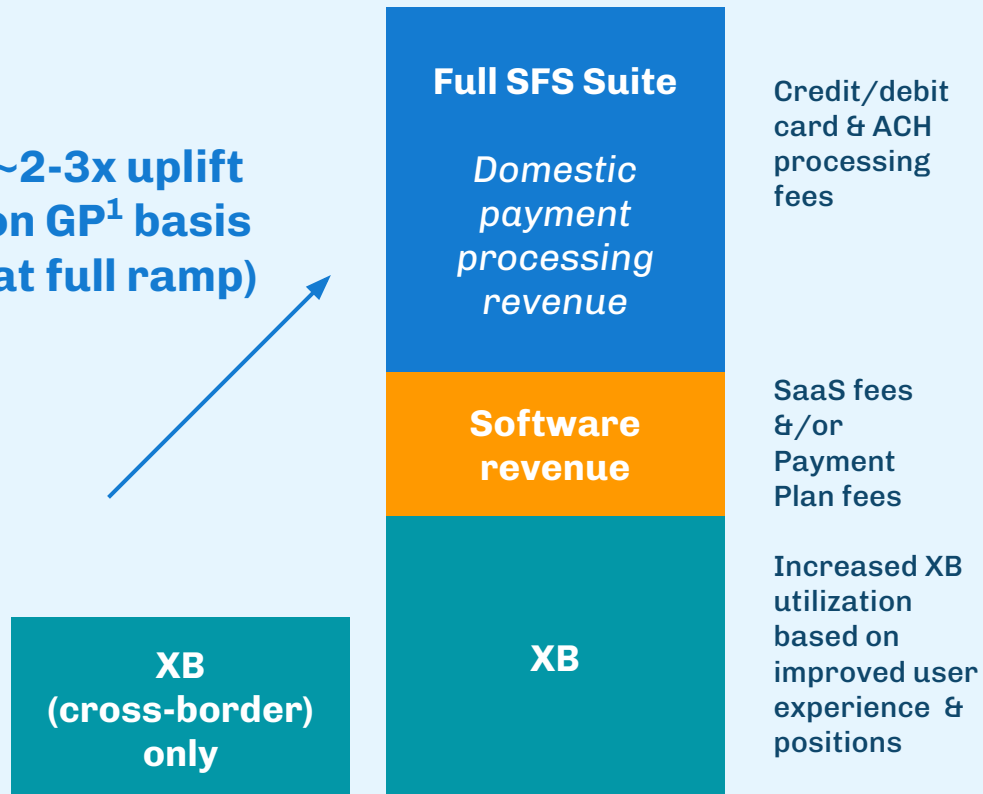 ~2-3x uplift
on GP1 basis
at full ramp)
XB
(cross-border)
only
Full SFS Suite
Domestic
payment
processing
revenue
Software
revenue
XB
Credit/debit
card & ACH
processing
fees
SaaS fees
&/or
Payment
Plan fees
Increased XB
utilization
based on
improved user
experience &
positions